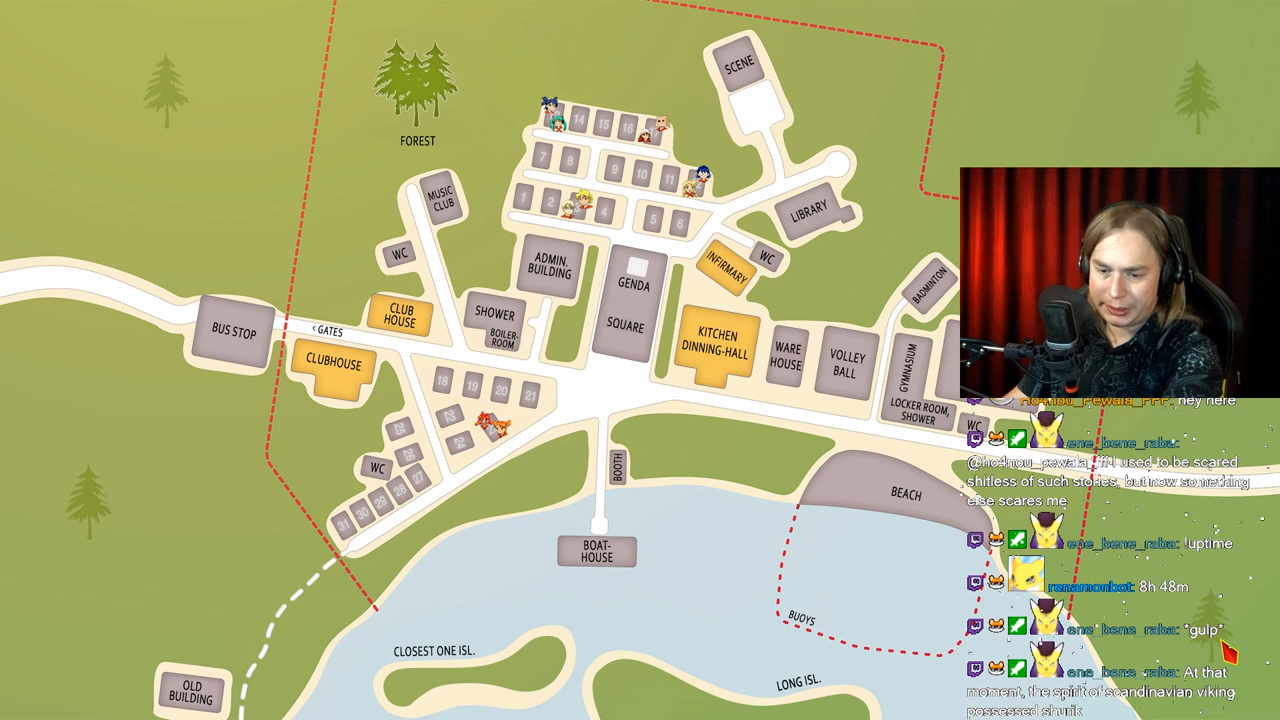 SCENE
FOREST
14
15
16
7
8
9
10
11
1
2
4
5
6
MUSIC
CLUB
WC
LIBRARY
ADMIN.
BUILDING
GENDA
SQUARE
INFIRMARY
WC
BADMINTON
BUS STOP
‹ GATES
CLUB
HOUSE
CLUBHOUSE
SHOWER
BOILER-
ROOM
KITCHEN
DINNING-HALL
WARE
HOUSE
VOLLEY
BALL
GYMNASIUM
LOCKER ROOM,
SHOWER
WC
18
19
20
21
22
24
25
26
27
28
29
30
31
WC
BOOTH
BOAT-
HOUSE
BEACH
BUOYS
CLOSEST ONE ISL.
LONG ISL.
OLD
BUILDING
hey here
ene_bene_raba:
@ho4nou_pewala_fff I used to be scared
shitless of such stories, but now something
else scares me
ene_bene_raba: !uptime
renamonbot: 8h 48m
ene_bene_raba: *gulp*
ene_bene_raba: At that
moment, the spirit of scandinavian viking
possessed shurik